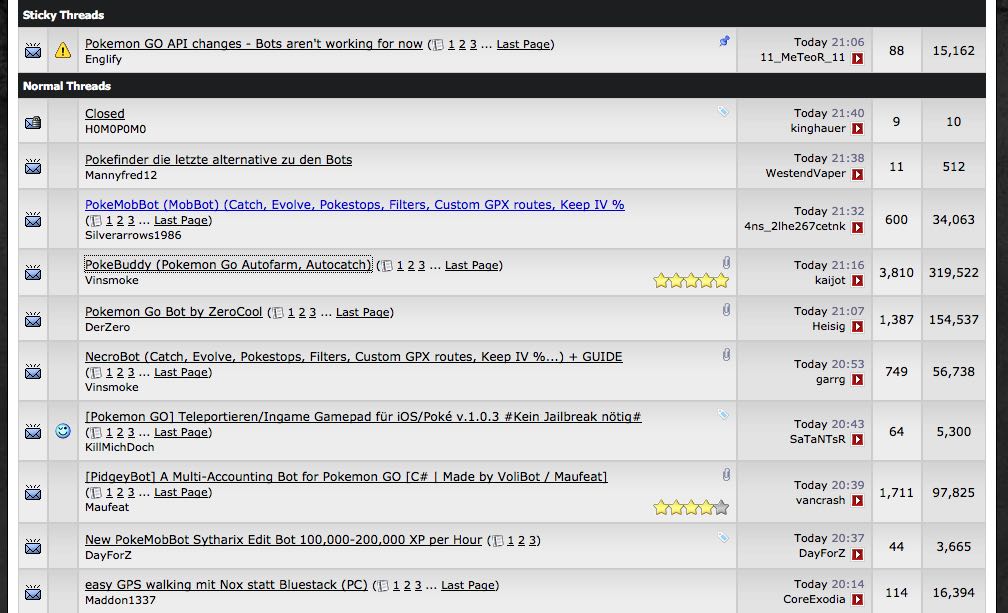 Sticky Threads
Pokemon GO API changes - Bots aren't working for now (1 2 3 ... Last Page)
Englify
Today 21:06
11_MeTeoR_11
88
15,162
Normal Threads
Closed
H0M0P0M0
Today 21:40
kinghauer
9
10
Pokefinder die letzte alternative zu den Bots
Mannyfred12
Today 21:38
WestendVaper
11
512
PokeMobBot (MobBot) (Catch, Evolve, Pokestops, Filters, Custom GPX routes, Keep IV %
(1 2 3 ... Last Page)
Silverarrows1986
Today 21:32
4ns_2lhe267cetnk
600
34,063
PokeBuddy (Pokemon Go Autofarm, Autocatch) (1 2 3 ... Last Page)
Vinsmoke
Today 21:16
kaijot
3,810
319,522
Pokemon Go Bot by ZeroCool (1 2 3 ... Last Page)
DerZero
Today 21:07
Heisig
1,387
154,537
NecroBot (Catch, Evolve, Pokestops, Filters, Custom GPX routes, Keep IV %...) + GUIDE
(1 2 3 ... Last Page)
Vinsmoke
Today 20:53
garrg
749
56,738
[Pokemon GO] Teleportieren/Ingame Gamepad für iOS/Poké v.1.0.3 #Kein Jailbreak nötig#
(1 2 3 ... Last Page)
KillMichDoch
Today 20:43
SaTaNTsR
64
5,300
[PidgeyBot] A Multi-Accounting Bot for Pokemon GO [C# | Made by VoliBot / Maufeat]
(1 2 3 ... Last Page)
Maufeat
Today 20:39
vancrash
1,711
97,825
New PokeMobBot Sytharix Edit Bot 100,000-200,000 XP per Hour (1 2 3)
DayForZ
Today 20:37
DayForZ
44
3,665
easy GPS walking mit Nox statt Bluestack (PC) (1 2 3 ... Last Page)
Maddon1337
Today 20:14
CoreExodia
114
16,394